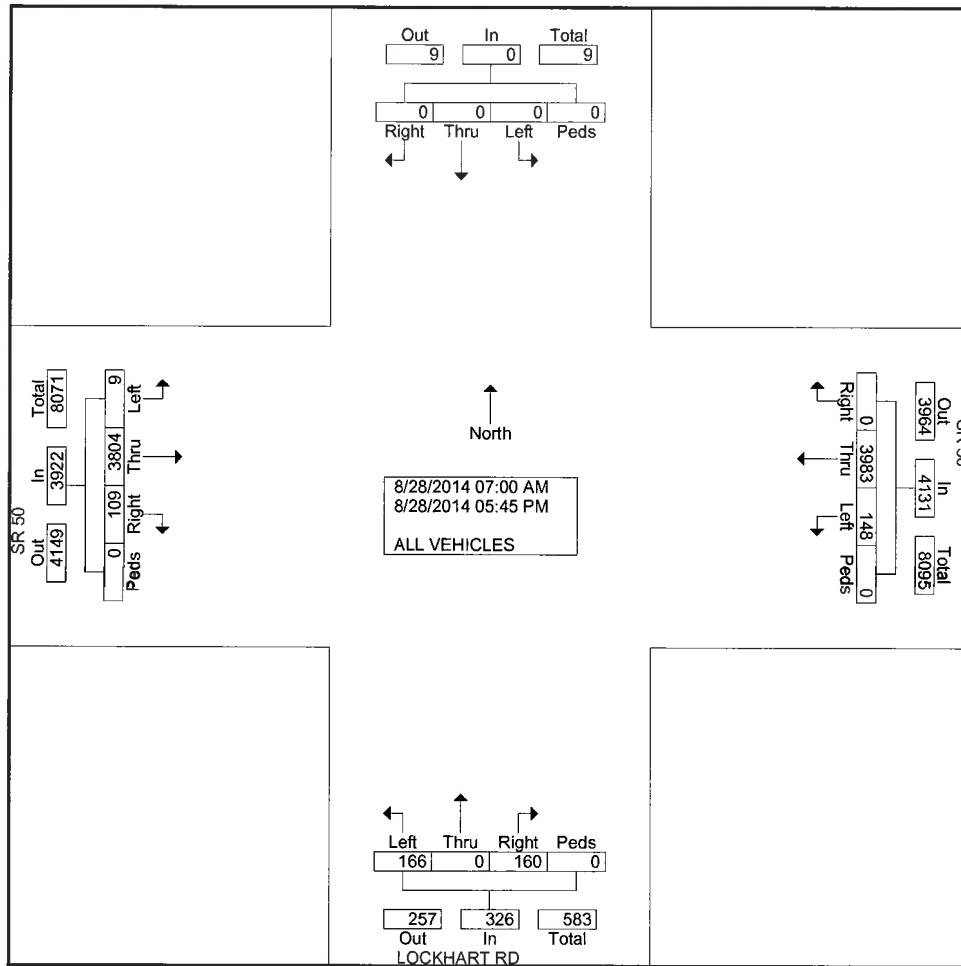 Out In Total
9 0 9
0 0 0 0
Right Thru Left Peds
North
8/28/2014 07:00 AM
8/28/2014 05:45 PM
ALL VEHICLES
SR 50
Total In Out
8071 3922 4149
9 3804 109 0
Left Thru Right Peds
Right Thru Left Peds
0 3983 148 0
Out In Total
3964 4131 8095
Left Thru Right Peds
166 0 160 0
257 326 583
Out In Total
LOCKHART RD